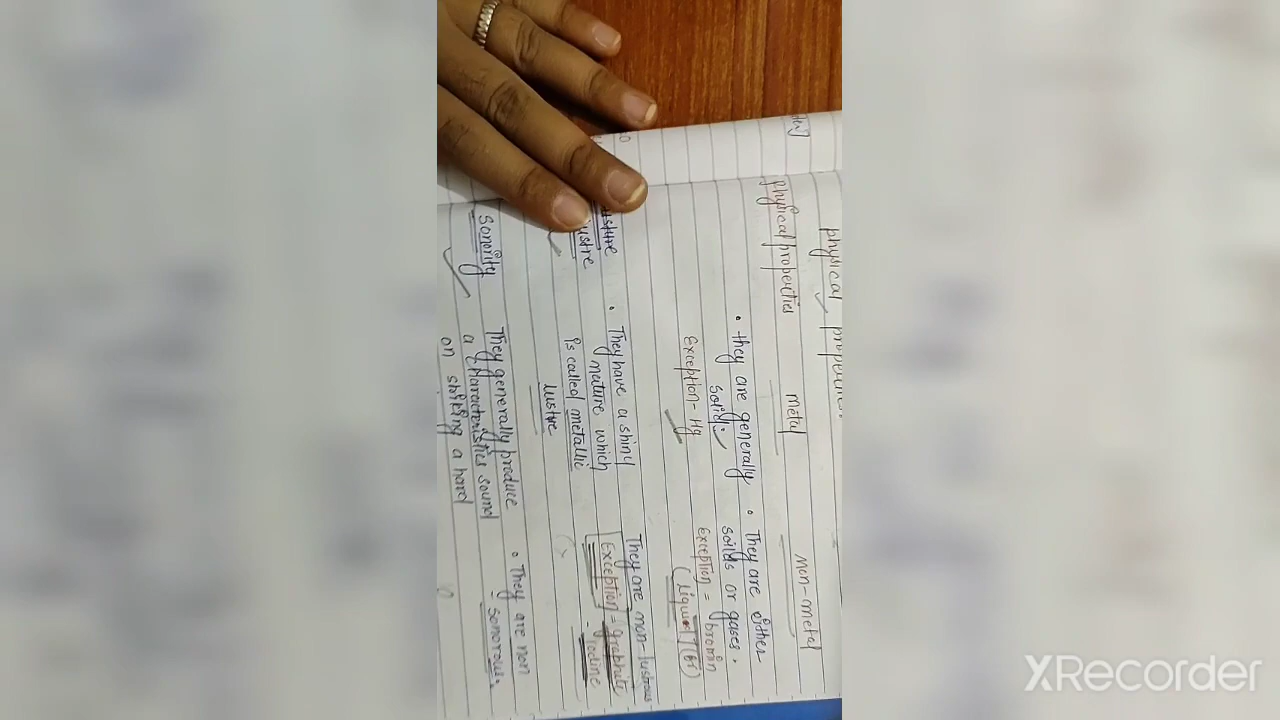 physical properties.
Physical properties
metal
non-metal
• they are generally
solid.
Exception - Hg
• They are either
soilds or gases.
exception = bromin
(liquid) (Br)
lustre
• They have a shiny
nature which
is called metallic
lustre
They are non-lustrous
Exception = graphite
- Iodine
Sonority
They generally produce
a characteristics sound
on striking a hard
• They are non
- sonorous.
XRecorder